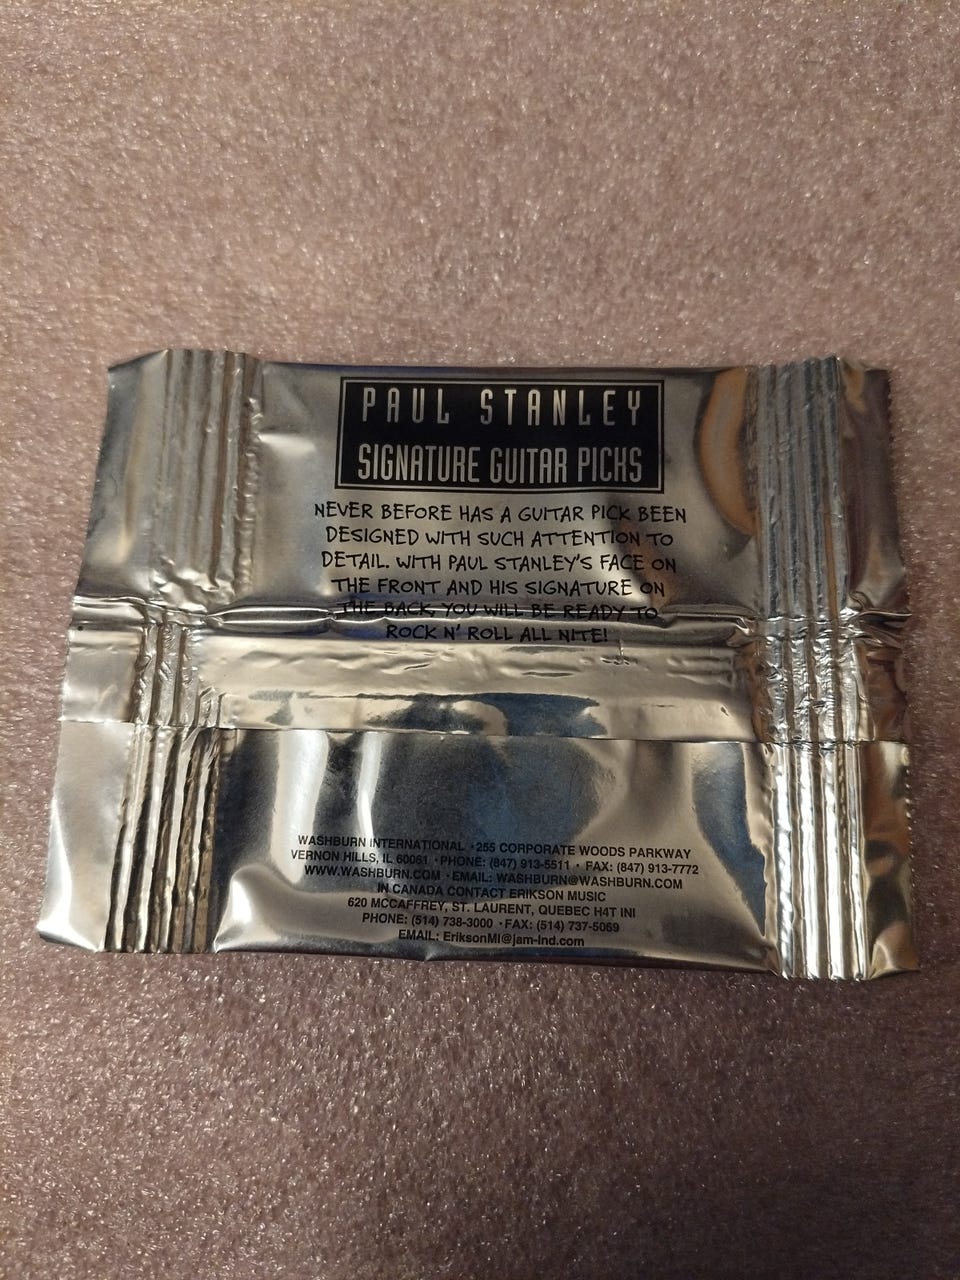 PAUL STANLEY
SIGNATURE GUITAR PICKS
NEVER BEFORE HAS A GUITAR PICK BEEN
DESIGNED WITH SUCH ATTENTION TO
DETAIL. WITH PAUL STANLEY'S FACE ON
THE FRONT AND HIS SIGNATURE ON
THE BACK, YOU WILL BE READY TO
ROCK N' ROLL ALL NITE!
WASHBURN INTERNATIONAL • 255 CORPORATE WOODS PARKWAY
VERNON HILLS, IL 60061 • PHONE: (847) 913-5511 • FAX: (847) 913-7772
WWW.WASHBURN.COM • EMAIL: WASHBURN@WASHBURN.COM
IN CANADA CONTACT ERIKSON MUSIC
620 MCCAFFREY, ST. LAURENT, QUEBEC H4T INI
PHONE: (514) 738-3000 • FAX: (514) 737-5069
EMAIL: EriksonMI@jam-ind.com